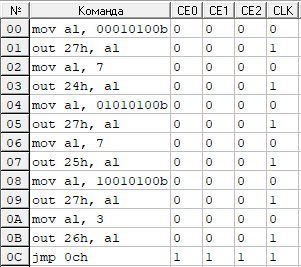 № Команда CE0 CE1 CE2 CLK
00 mov al, 00010100b 0 0 0 0
01 out 27h, al 0 0 0 1
02 mov al, 7 0 0 0 0
03 out 24h, al 0 0 0 1
04 mov al, 01010100b 0 0 0 0
05 out 27h, al 0 0 0 1
06 mov al, 7 0 0 0 0
07 out 25h, al 0 0 0 1
08 mov al, 10010100b 0 0 0 0
09 out 27h, al 0 0 0 1
0A mov al, 3 0 0 0 0
0B out 26h, al 0 0 0 1
0C jmp 0ch 1 1 1 1